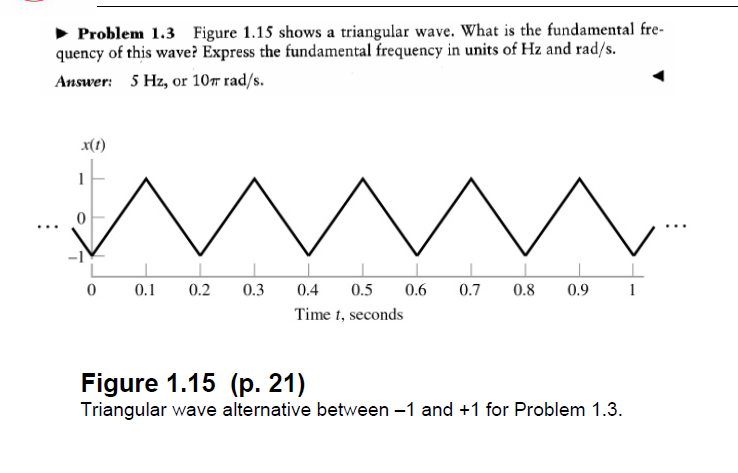 ► Problem 1.3 Figure 1.15 shows a triangular wave. What is the fundamental fre-
quency of this wave? Express the fundamental frequency in units of Hz and rad/s.
Answer: 5 Hz, or 10π rad/s. ◄
x(t)
1
0
... ...
–1
0 0.1 0.2 0.3 0.4 0.5 0.6 0.7 0.8 0.9 1
Time t, seconds
Figure 1.15 (p. 21)
Triangular wave alternative between –1 and +1 for Problem 1.3.